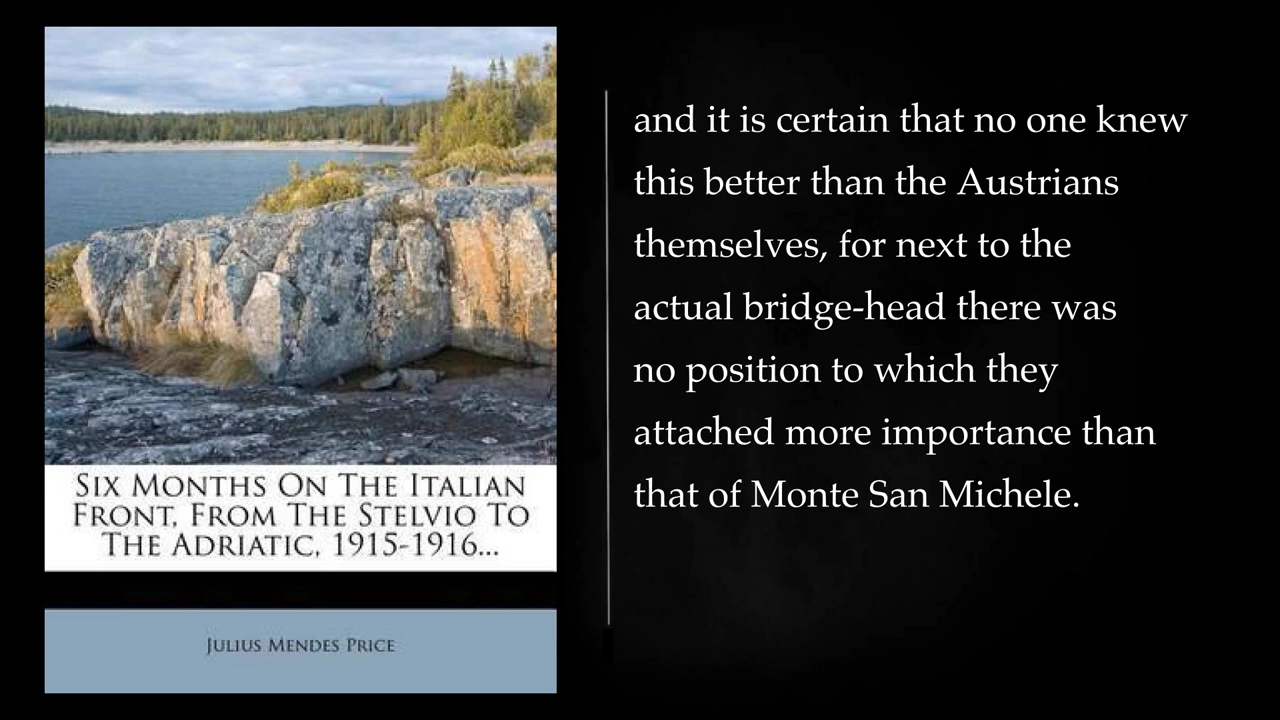 Six Months On The Italian
Front, From The Stelvio To
The Adriatic, 1915-1916...
Julius Mendes Price
and it is certain that no one knew
this better than the Austrians
themselves, for next to the
actual bridge-head there was
no position to which they
attached more importance than
that of Monte San Michele.